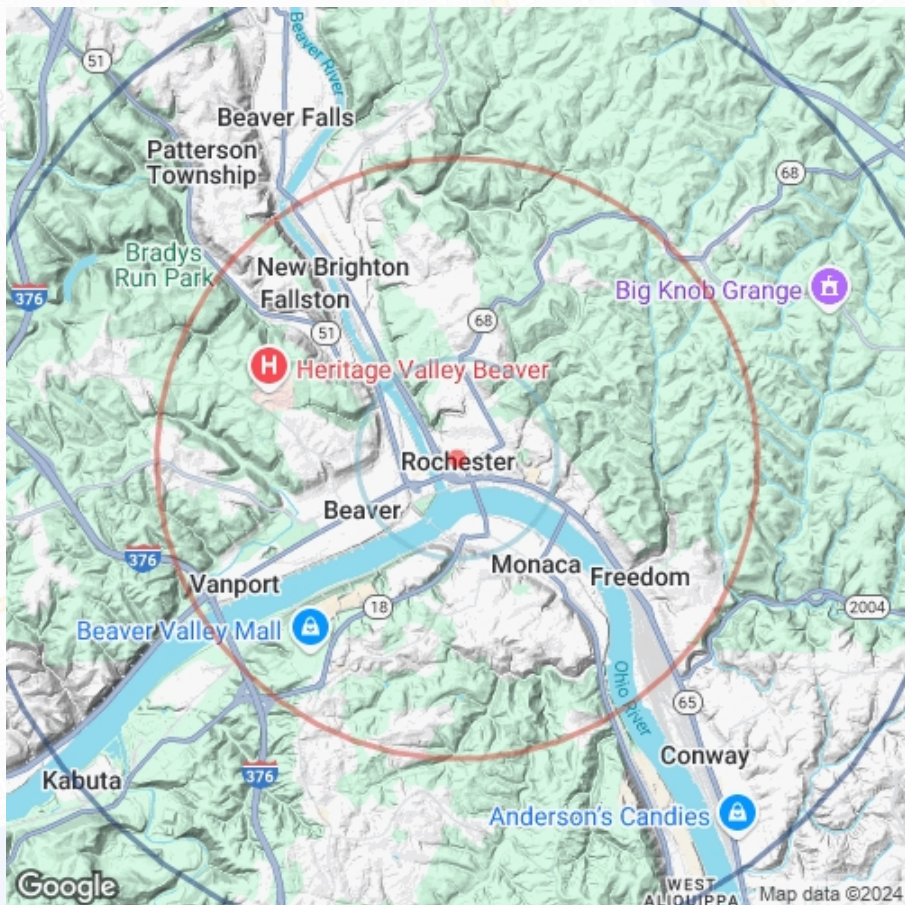 51
Beaver River
Beaver Falls
Patterson
Township
68
Bradys
Run Park
New Brighton
Fallston
376
Big Knob Grange
51
68
H
Heritage Valley Beaver
Rochester
Beaver
376
Monaca
Freedom
Vanport
18
2004
Beaver Valley Mall
Ohio River
65
Conway
Kabuta
376
Anderson's Candies
Google
WEST
ALIQUIPPA
Map data ©2024